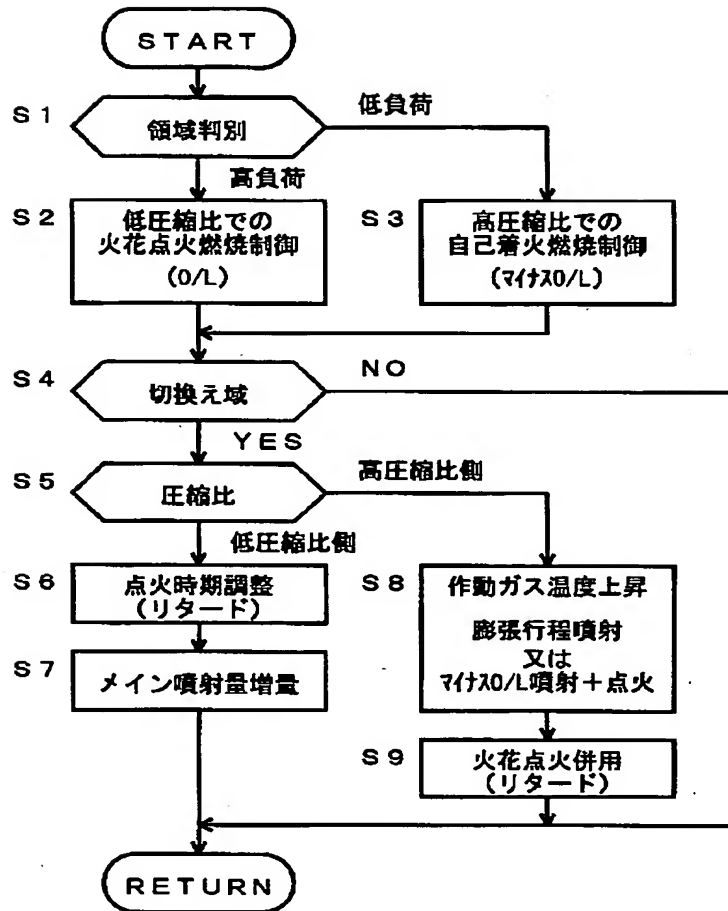 START
S1
領域判別
低負荷
高負荷
S2
低圧縮比での
火花点火燃焼制御
(O/L)
S3
高圧縮比での
自己着火燃焼制御
(マイナスO/L)
S4
切換え域
NO
YES
S5
圧縮比
高圧縮比側
低圧縮比側
S6
点火時期調整
(リタード)
S7
メイン噴射量増量
S8
作動ガス温度上昇
膨張行程噴射
又は
マイナスO/L噴射+点火
S9
火花点火併用
(リタード)
RETURN